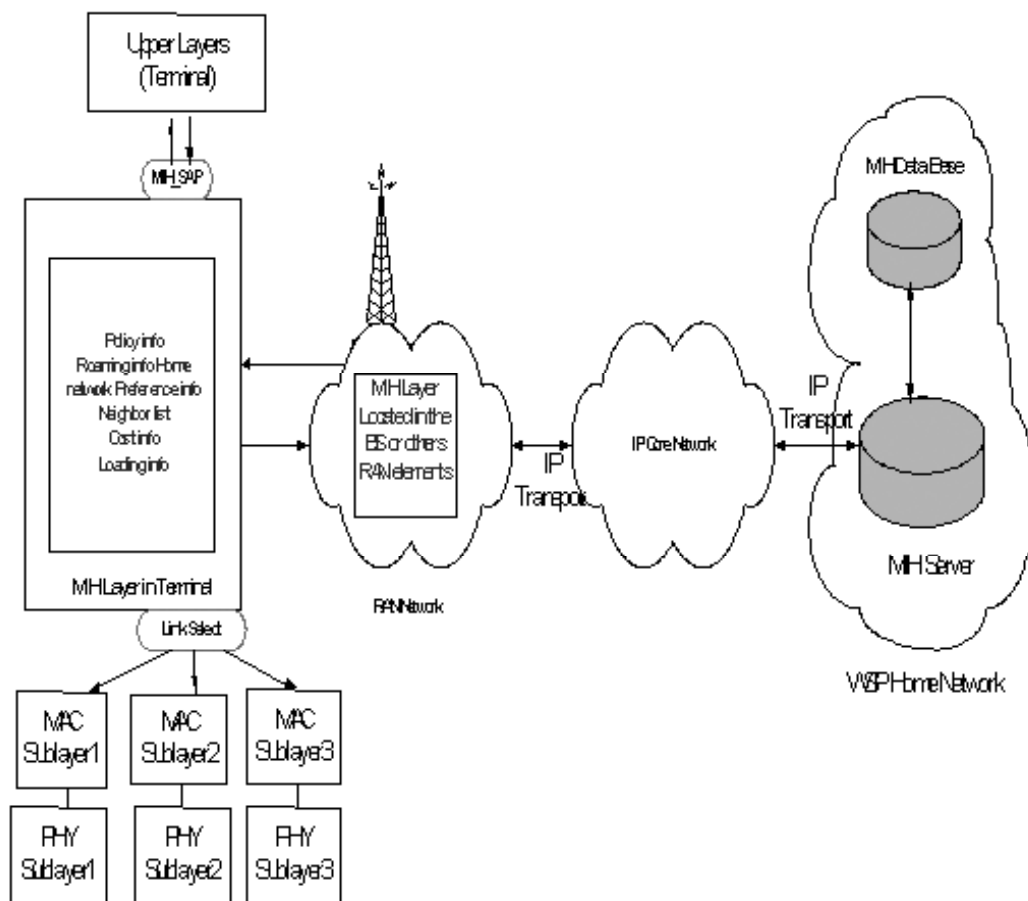 Upper Layers
(Terminal)
MIH_SAP
Policy info
Roaming info Home
network Preference info
Neighbor list
Cost info
Loading info
MIH Layer in Terminal
Link Select
MAC
Sublayer1
MAC
Sublayer2
MAC
Sublayer3
PHY
Sublayer1
PHY
Sublayer2
PHY
Sublayer3
MIH Layer
Located in the
BS or others
RAN elements
RAN Network
IP
Transport
IP Core Network
IP
Transport
MIH Data Base
MIH Server
WSP Home Network